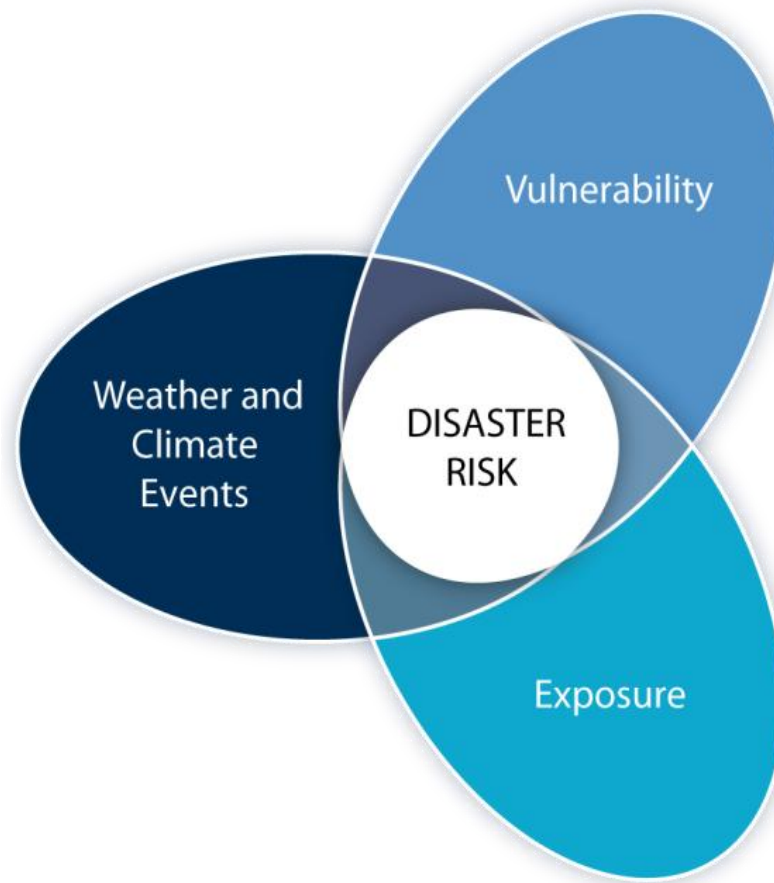 Vulnerability
Weather and
Climate
Events
DISASTER
RISK
Exposure